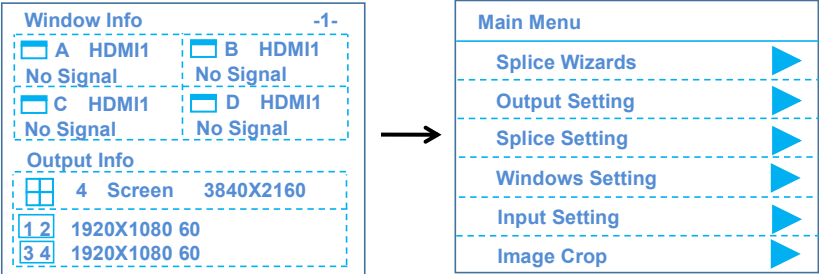 Window Info -1-
A HDMI1 B HDMI1
No Signal No Signal
C HDMI1 D HDMI1
No Signal No Signal
Output Info
4 Screen 3840X2160
1 2 1920X1080 60
3 4 1920X1080 60
Main Menu
Splice Wizards
Output Setting
Splice Setting
Windows Setting
Input Setting
Image Crop